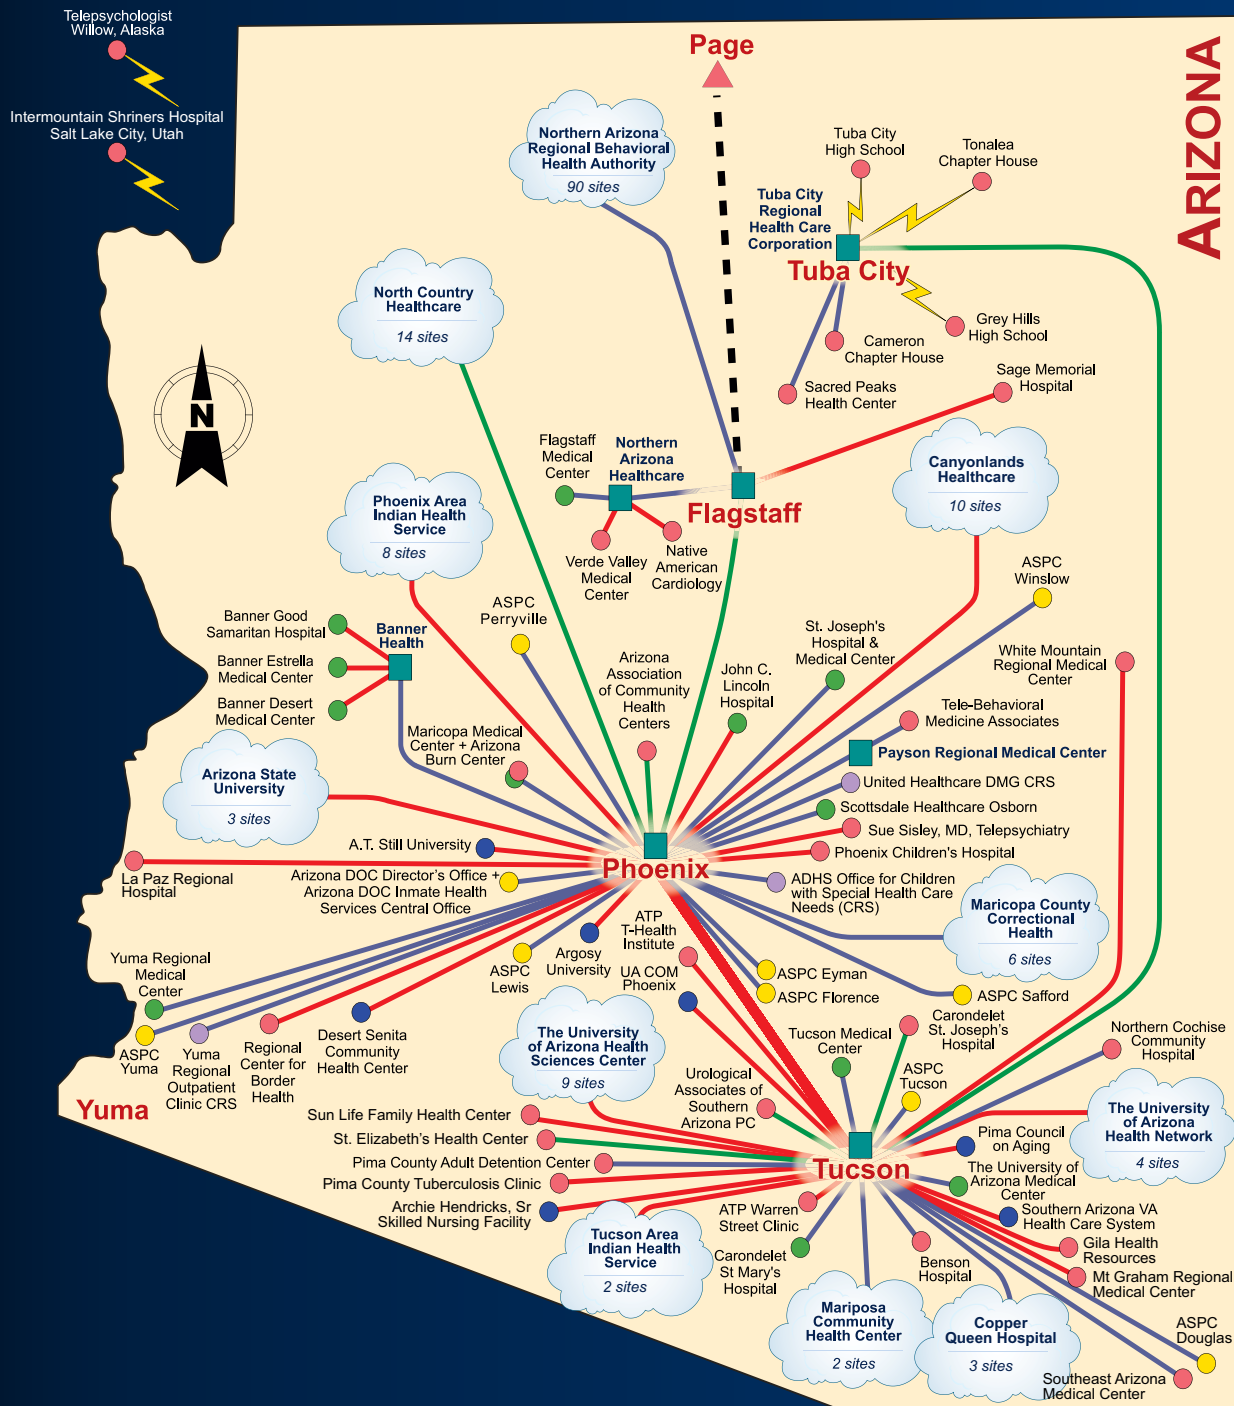 Telepsychologist
Willow, Alaska
Intermountain Shriners Hospital
Salt Lake City, Utah
ARIZONA
Page
Northern Arizona
Regional Behavioral
Health Authority
90 sites
Tuba City
High School
Tonalea
Chapter House
Tuba City
Regional
Health Care
Corporation
Tuba City
North Country
Healthcare
14 sites
Grey Hills
High School
Cameron
Chapter House
Sacred Peaks
Health Center
Sage Memorial
Hospital
N
Flagstaff
Medical
Center
Northern
Arizona
Healthcare
Flagstaff
Canyonlands
Healthcare
10 sites
Phoenix Area
Indian Health
Service
8 sites
Verde Valley
Medical
Center
Native
American
Cardiology
ASPC
Winslow
ASPC
Perryville
Banner Good
Samaritan Hospital
Banner
Health
Banner Estrella
Medical Center
Banner Desert
Medical Center
Arizona
Association
of Community
Health
Centers
John C.
Lincoln
Hospital
St. Joseph's
Hospital &
Medical Center
White Mountain
Regional Medical
Center
Tele-Behavioral
Medicine Associates
Maricopa Medical
Center + Arizona
Burn Center
Payson Regional Medical Center
Arizona State
University
3 sites
United Healthcare DMG CRS
Scottsdale Healthcare Osborn
Sue Sisley, MD, Telepsychiatry
A.T. Still University
Phoenix Children's Hospital
Phoenix
La Paz Regional
Hospital
Arizona DOC Director's Office +
Arizona DOC Inmate Health
Services Central Office
ADHS Office for Children
with Special Health Care
Needs (CRS)
Maricopa County
Correctional
Health
6 sites
ATP
T-Health
Institute
UA COM
Phoenix
Argosy
University
ASPC
Lewis
ASPC Eyman
ASPC Florence
ASPC Safford
Yuma Regional
Medical
Center
ASPC
Yuma
Yuma
Regional
Outpatient
Clinic CRS
Regional
Center for
Border
Health
Desert Senita
Community
Health Center
Yuma
The University
of Arizona Health
Sciences Center
9 sites
Tucson Medical
Center
Carondelet
St. Joseph's
Hospital
Northern Cochise
Community
Hospital
Urological
Associates of
Southern
Arizona PC
ASPC
Tucson
Sun Life Family Health Center
St. Elizabeth's Health Center
Pima County Adult Detention Center
Pima County Tuberculosis Clinic
Archie Hendricks, Sr
Skilled Nursing Facility
Tucson
The University
of Arizona
Health Network
4 sites
Pima Council
on Aging
The University of
Arizona Medical
Center
Southern Arizona VA
Health Care System
Gila Health
Resources
Mt Graham Regional
Medical Center
Tucson Area
Indian Health
Service
2 sites
ATP Warren
Street Clinic
Carondelet
St Mary's
Hospital
Benson
Hospital
Mariposa
Community
Health Center
2 sites
Copper
Queen Hospital
3 sites
ASPC
Douglas
Southeast Arizona
Medical Center